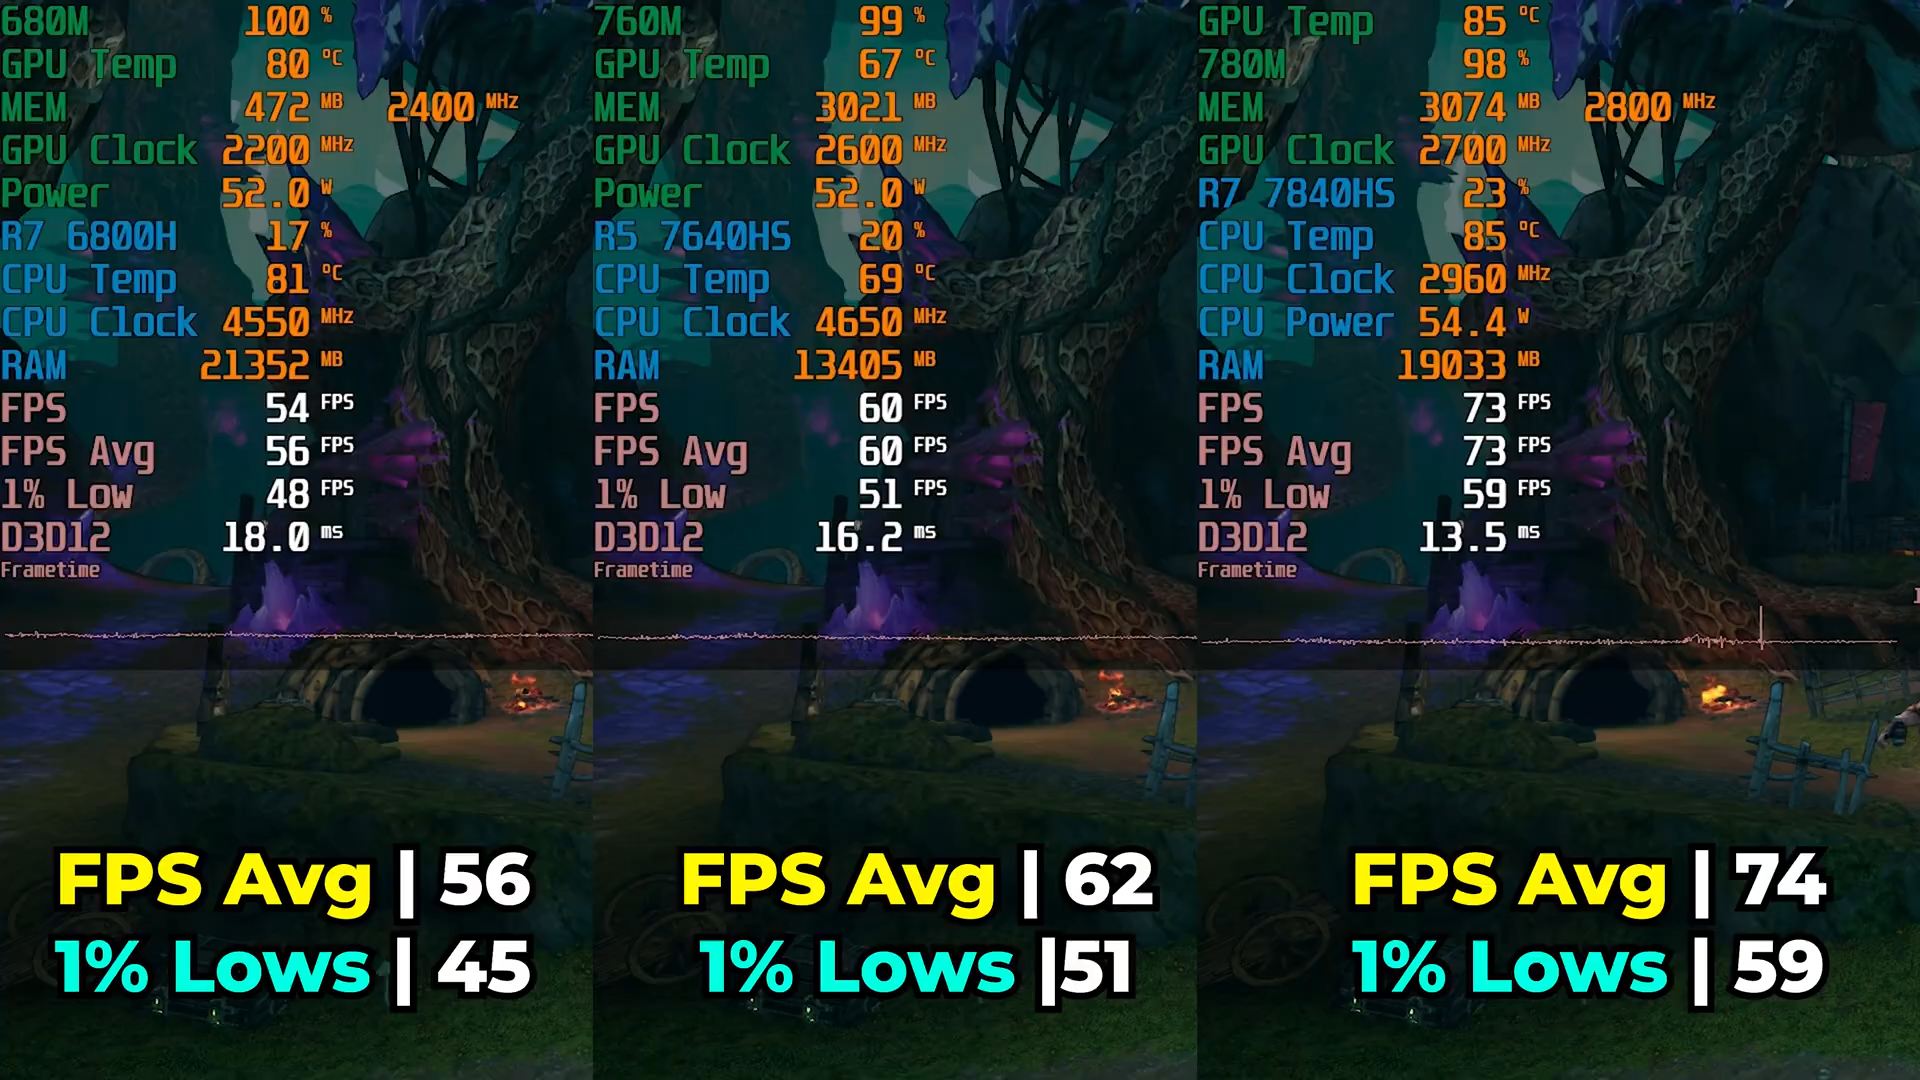 680M 100 %
GPU Temp 80 °C
MEM 472 MB 2400 MHz
GPU Clock 2200 MHz
Power 52.0 W
R7 6800H 17 %
CPU Temp 81 °C
CPU Clock 4550 MHz
RAM 21352 MB
FPS 54 FPS
FPS Avg 56 FPS
1% Low 48 FPS
D3D12 18.0 ms
Frametime
FPS Avg | 56
1% Lows | 45
760M 99 %
GPU Temp 67 °C
MEM 3021 MB
GPU Clock 2600 MHz
Power 52.0 W
R5 7640HS 20 %
CPU Temp 69 °C
CPU Clock 4650 MHz
RAM 13405 MB
FPS 60 FPS
FPS Avg 60 FPS
1% Low 51 FPS
D3D12 16.2 ms
Frametime
FPS Avg | 62
1% Lows |51
GPU Temp 85 °C
780M 98 %
MEM 3074 MB 2800 MHz
GPU Clock 2700 MHz
R7 7840HS 23 %
CPU Temp 85 °C
CPU Clock 2960 MHz
CPU Power 54.4 W
RAM 19033 MB
FPS 73 FPS
FPS Avg 73 FPS
1% Low 59 FPS
D3D12 13.5 ms
Frametime
FPS Avg | 74
1% Lows | 59